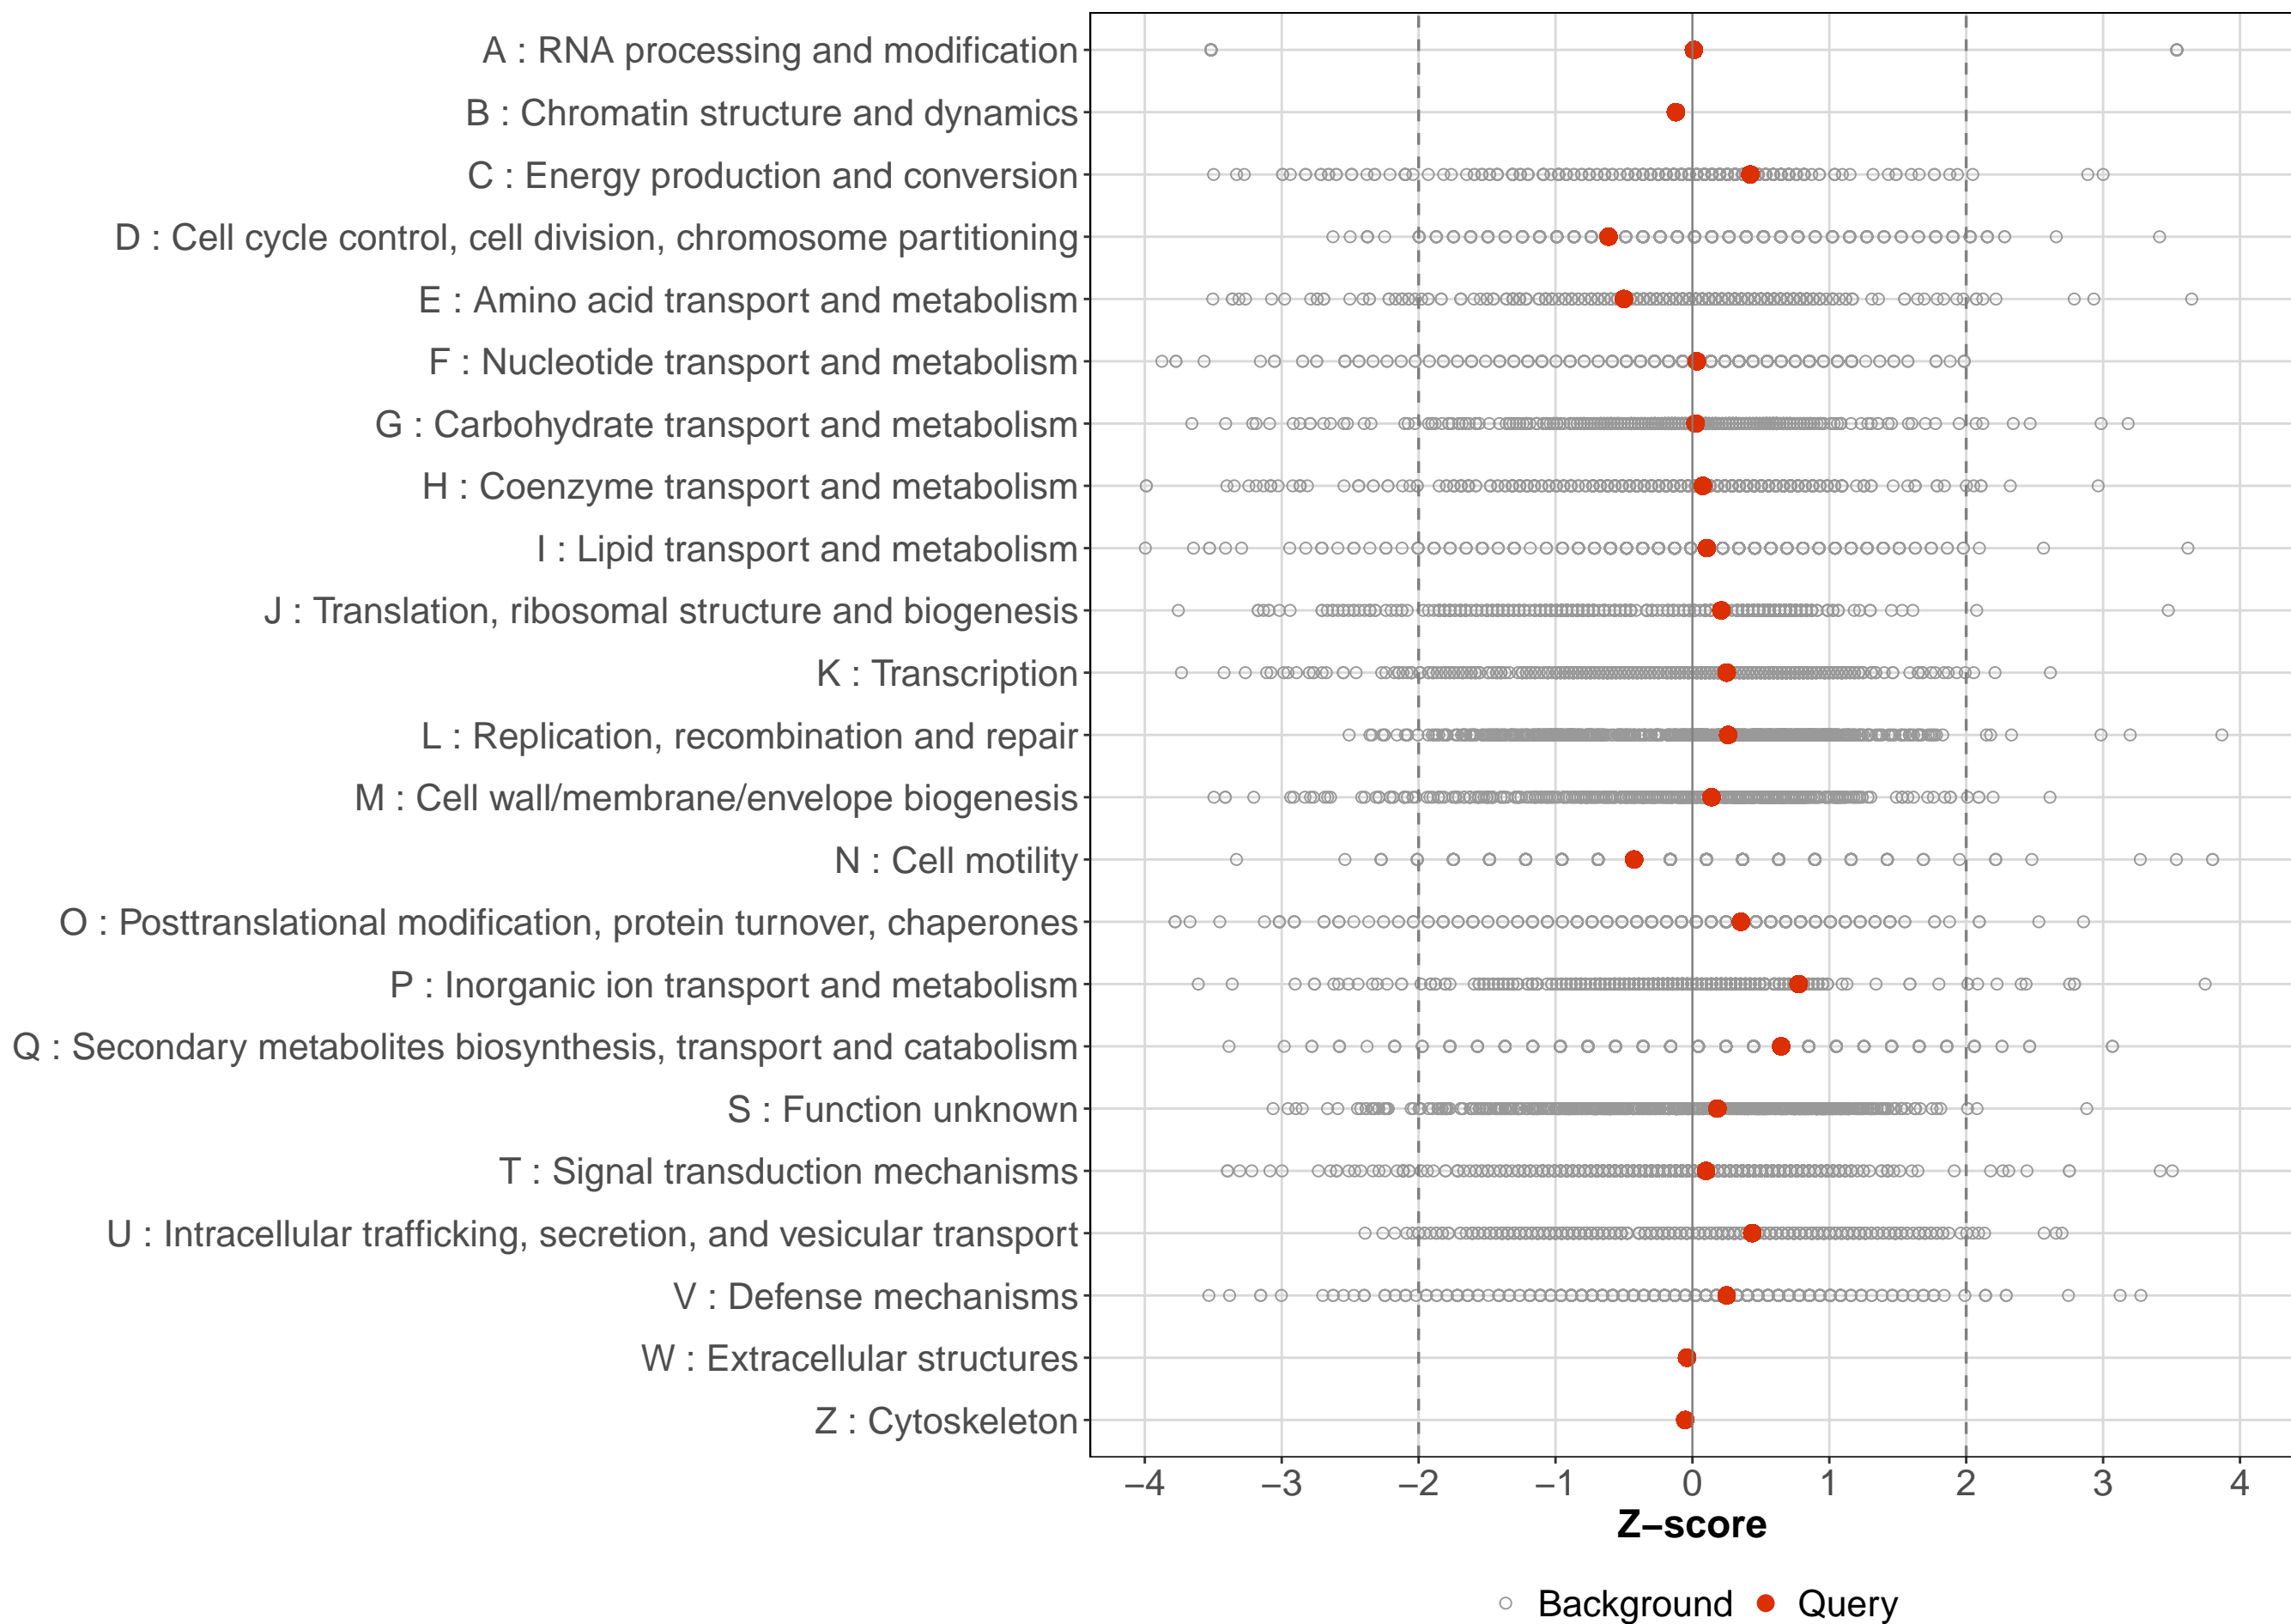 A : RNA processing and modification
B : Chromatin structure and dynamics
C : Energy production and conversion
D : Cell cycle control, cell division, chromosome partitioning
E : Amino acid transport and metabolism
F : Nucleotide transport and metabolism
G : Carbohydrate transport and metabolism
H : Coenzyme transport and metabolism
I : Lipid transport and metabolism
J : Translation, ribosomal structure and biogenesis
K : Transcription
L : Replication, recombination and repair
M : Cell wall/membrane/envelope biogenesis
N : Cell motility
O : Posttranslational modification, protein turnover, chaperones
P : Inorganic ion transport and metabolism
Q : Secondary metabolites biosynthesis, transport and catabolism
S : Function unknown
T : Signal transduction mechanisms
U : Intracellular trafficking, secretion, and vesicular transport
V : Defense mechanisms
W : Extracellular structures
Z : Cytoskeleton
−4 −3 −2 −1 0 1 2 3 4
Z−score
Background Query